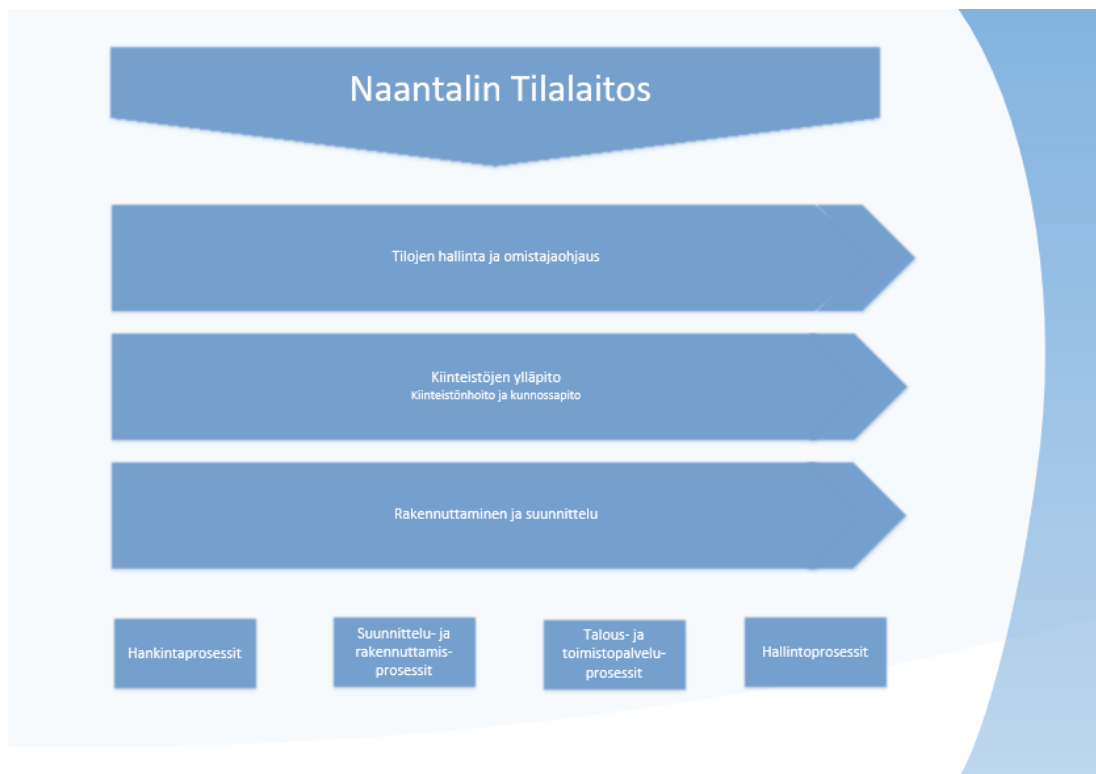 Naantalin Tilalaitos
Tilojen hallinta ja omistajaohjaus
Kiinteistöjen ylläpito
Kiinteistönhoito ja kunnossapito
Rakennuttaminen ja suunnittelu
Hankintaprosessit
Suunnittelu- ja
rakennuttamis-
prosessit
Talous- ja
toimistopalvelu-
prosessit
Hallintoprosessit